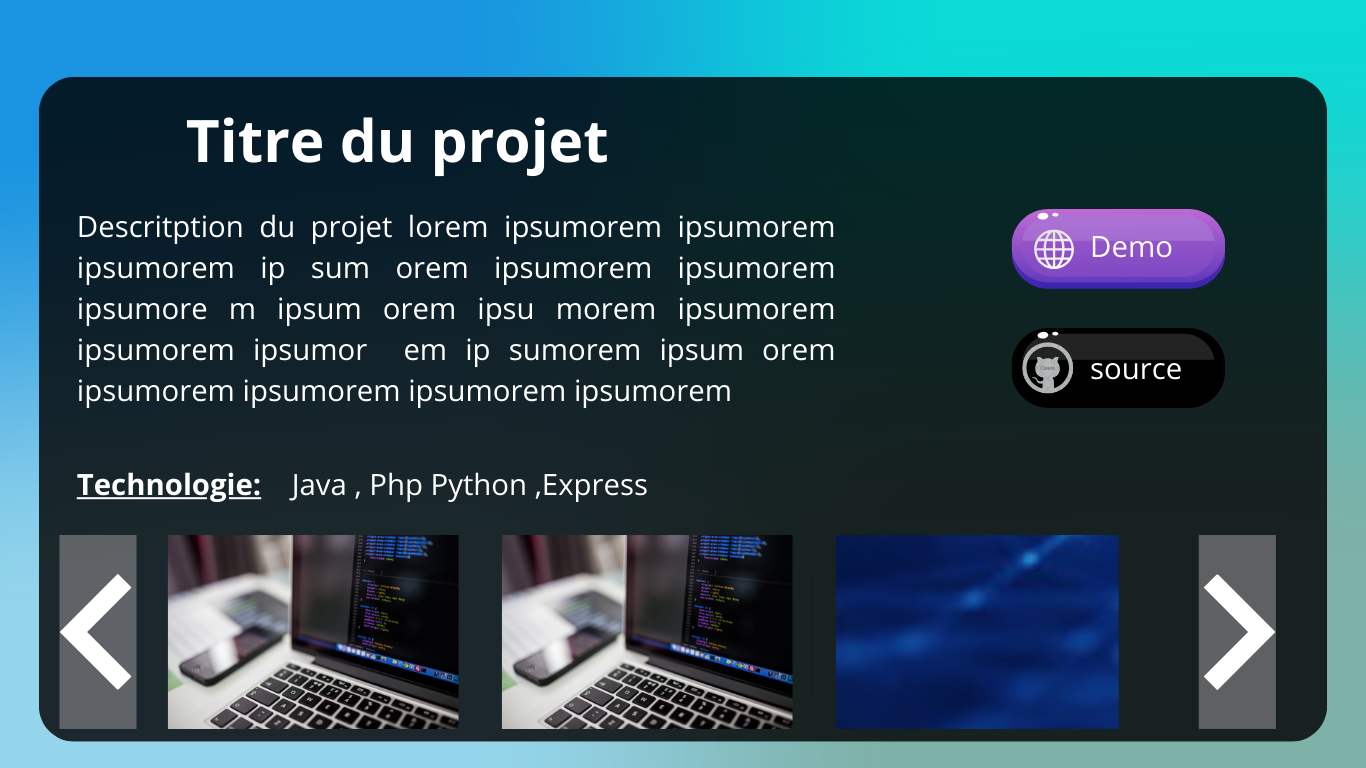 Titre du projet
Descritption du projet lorem ipsumorem ipsumorem
ipsumorem ip sum orem ipsumorem ipsumorem
ipsumore m ipsum orem ipsu morem ipsumorem
ipsumorem ipsumor em ip sumorem ipsum orem
ipsumorem ipsumorem ipsumorem ipsumorem
Demo
source
Technologie: Java , Php Python ,Express